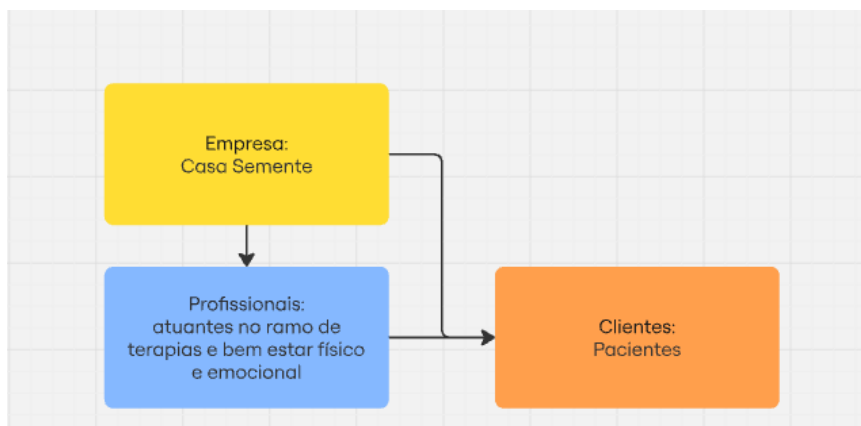 Empresa:
Casa Semente
Profissionais:
atuantes no ramo de
terapias e bem estar físico
e emocional
Clientes:
Pacientes